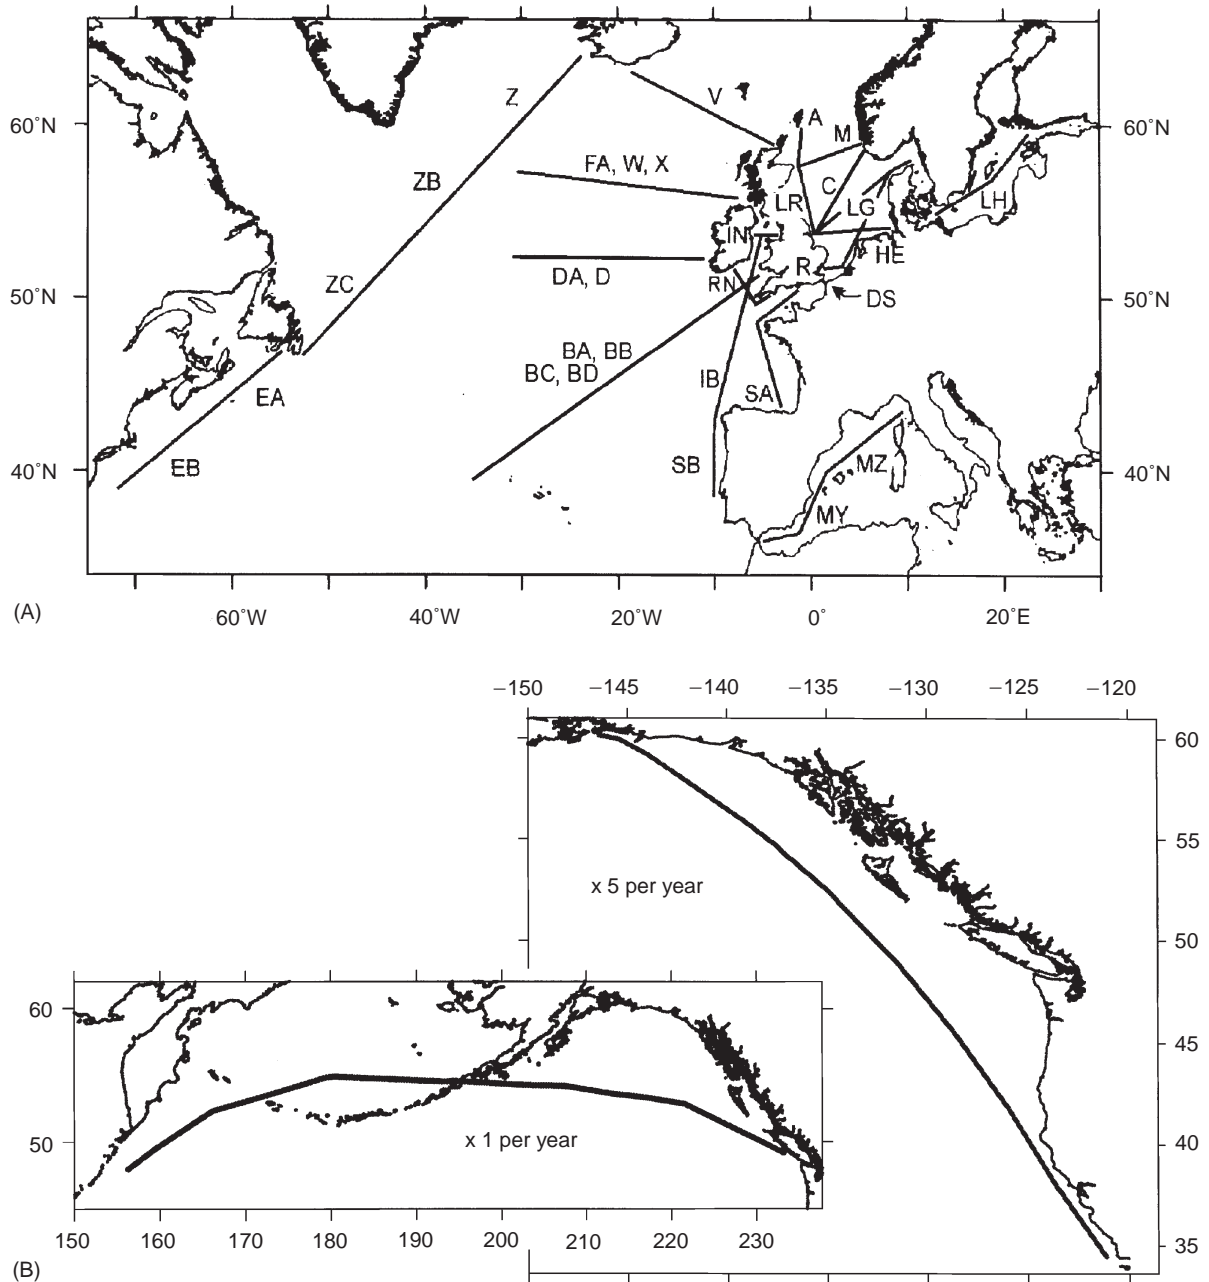 Z
V
A
60°N
M
60°N
FA, W, X
ZB
C
LR
LG
LH
IN
HE
ZC
DA, D
R
RN
50°N
50°N
DS
BA, BB
BC, BD
IB
EA
SA
EB
SB
MZ
40°N
40°N
MY
(A)
60°W
40°W
20°W
0°
20°E
−150
−145
−140
−135
−130
−125
−120
60
55
x 5 per year
50
60
45
50
x 1 per year
40
150
160
170
180
190
200
210
220
230
35
(B)